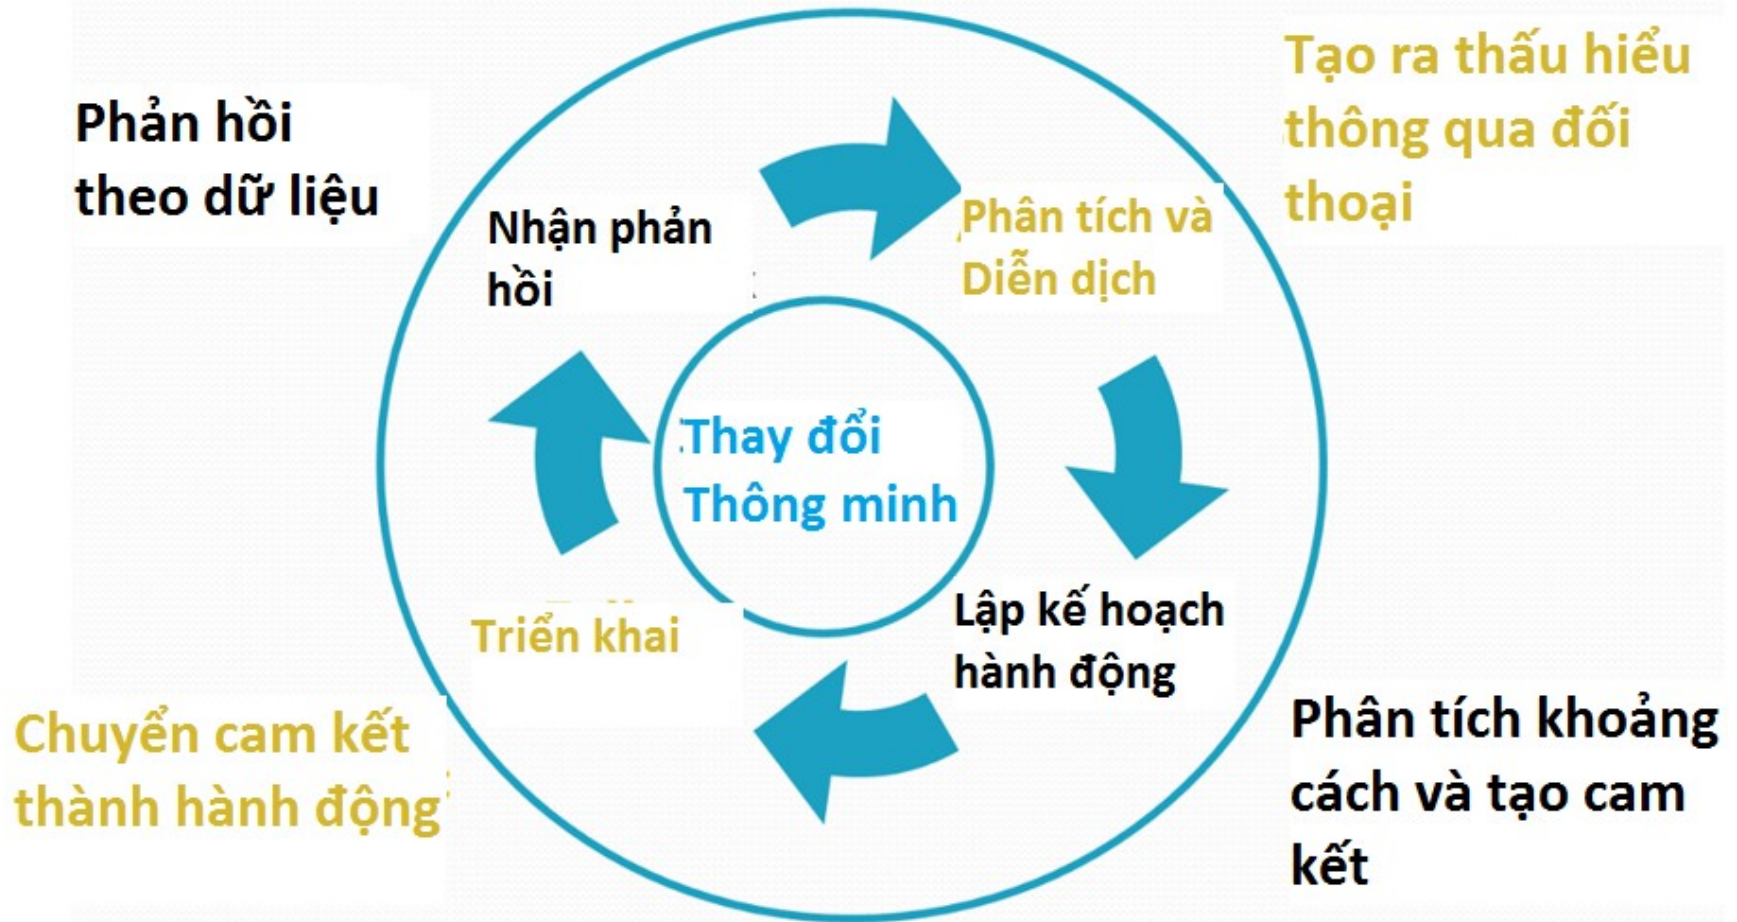 Phản hồi
theo dữ liệu
Tạo ra thấu hiểu
thông qua đối
thoại
Nhận phản
hồi
Phân tích và
Diễn dịch
Thay đổi
Thông minh
Triển khai
Lập kế hoạch
hành động
Chuyển cam kết
thành hành động
Phân tích khoảng
cách và tạo cam
kết